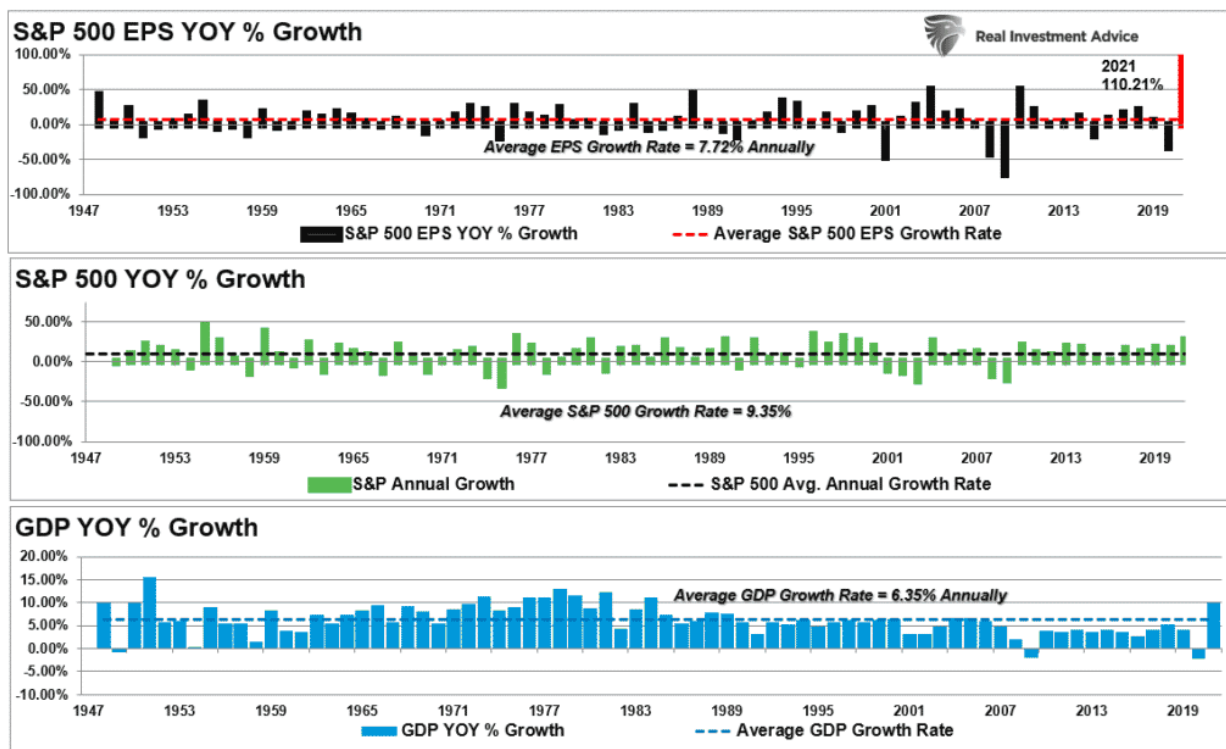 S&P 500 EPS YOY % Growth
Real Investment Advice
100.00%
2021
110.21%
50.00%
0.00%
Average EPS Growth Rate = 7.72% Annually
-50.00%
-100.00%
1947 1953 1959 1965 1971 1977 1983 1989 1995 2001 2007 2013 2019
S&P 500 EPS YOY % Growth Average S&P 500 EPS Growth Rate
S&P 500 YOY % Growth
50.00%
0.00%
-50.00%
Average S&P 500 Growth Rate = 9.35%
-100.00%
1947 1953 1959 1965 1971 1977 1983 1989 1995 2001 2007 2013 2019
S&P Annual Growth S&P 500 Avg. Annual Growth Rate
GDP YOY % Growth
20.00%
15.00%
Average GDP Growth Rate = 6.35% Annually
10.00%
5.00%
0.00%
-5.00%
-10.00%
1947 1953 1959 1965 1971 1977 1983 1989 1995 2001 2007 2013 2019
GDP YOY % Growth Average GDP Growth Rate